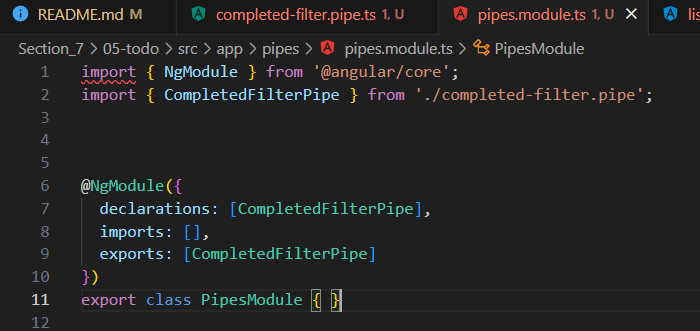 README.md M completed-filter.pipe.ts 1, U pipes.module.ts 1, U lis
Section_7 > 05-todo > src > app > pipes > pipes.module.ts > PipesModule
1 import { NgModule } from '@angular/core';
2 import { CompletedFilterPipe } from './completed-filter.pipe';
3
4
5
6 @NgModule({
7 declarations: [CompletedFilterPipe],
8 imports: [],
9 exports: [CompletedFilterPipe]
10 })
11 export class PipesModule { }
12